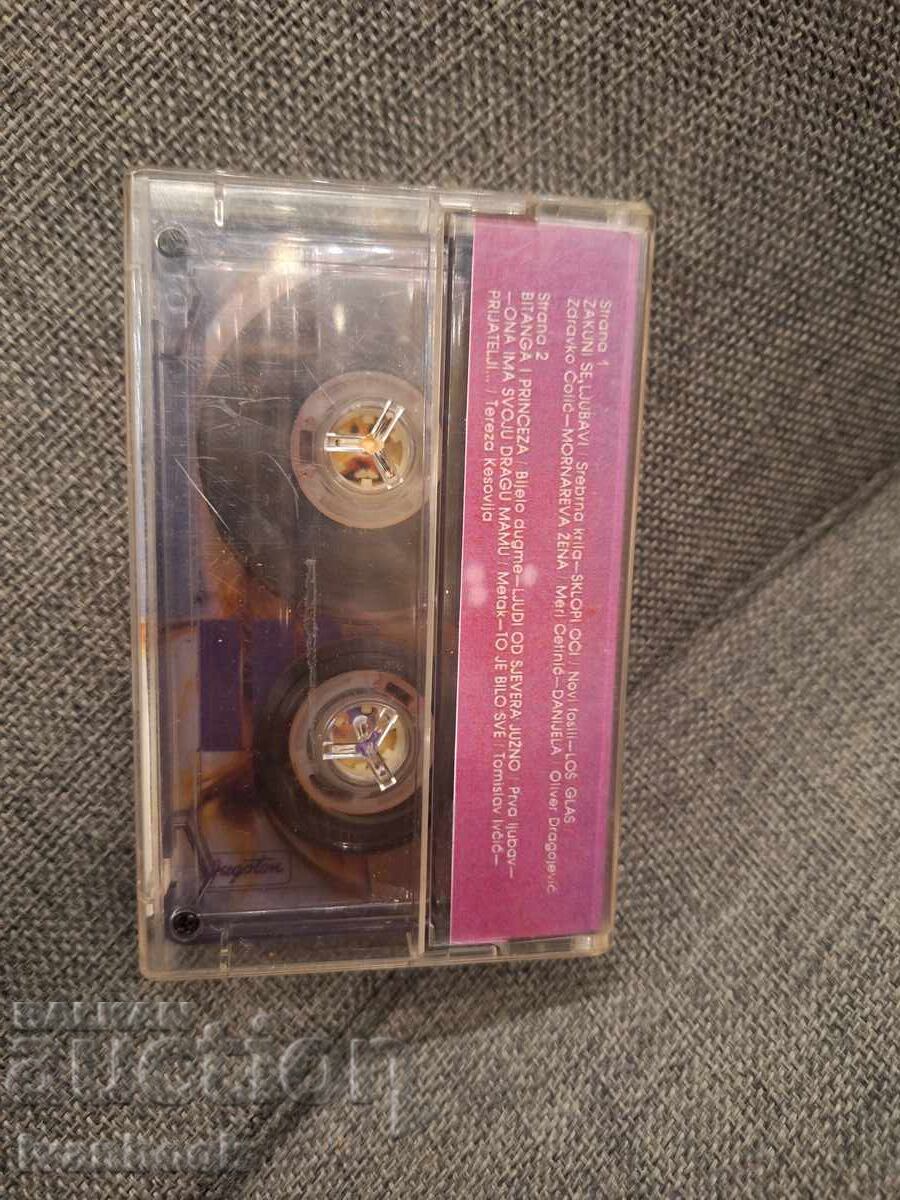 Strana 1
ZAKUNI SE, LJUBAVI / Srebrna krila—SKLOPI OČI / Novi fosili—LOŠ GLAS /
Zdravko Čolić—MORNAREVA ŽENA / Meri Cetinić—DANIJELA / Oliver Dragojević
Strana 2
BITANGA I PRINCEZA / Bijelo dugme—LJUDI OD SJEVERA JUŽNO / Prva ljubav—
—ONA IMA SVOJU DRAGU MAMU / Metak—TO JE BILO SVE / Tomislav Ivčić—
PRIJATELJI... / Tereza Kesovija
Jugoton
BALKAN
auction